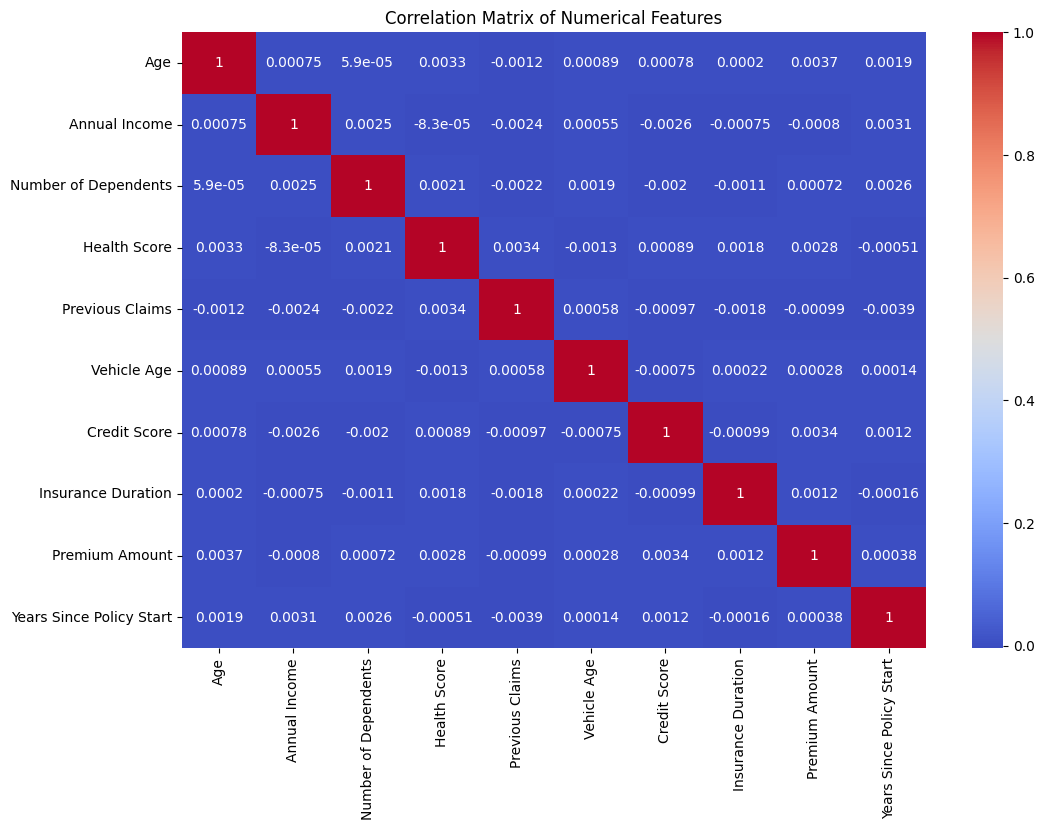 Correlation Matrix of Numerical Features
Age 1 0.00075 5.9e-05 0.0033 -0.0012 0.00089 0.00078 0.0002 0.0037 0.0019
Annual Income 0.00075 1 0.0025 -8.3e-05 -0.0024 0.00055 -0.0026 -0.00075 -0.0008 0.0031
Number of Dependents 5.9e-05 0.0025 1 0.0021 -0.0022 0.0019 -0.002 -0.0011 0.00072 0.0026
Health Score 0.0033 -8.3e-05 0.0021 1 0.0034 -0.0013 0.00089 0.0018 0.0028 -0.00051
Previous Claims -0.0012 -0.0024 -0.0022 0.0034 1 0.00058 -0.00097 -0.0018 -0.00099 -0.0039
Vehicle Age 0.00089 0.00055 0.0019 -0.0013 0.00058 1 -0.00075 0.00022 0.00028 0.00014
Credit Score 0.00078 -0.0026 -0.002 0.00089 -0.00097 -0.00075 1 -0.00099 0.0034 0.0012
Insurance Duration 0.0002 -0.00075 -0.0011 0.0018 -0.0018 0.00022 -0.00099 1 0.0012 -0.00016
Premium Amount 0.0037 -0.0008 0.00072 0.0028 -0.00099 0.00028 0.0034 0.0012 1 0.00038
Years Since Policy Start 0.0019 0.0031 0.0026 -0.00051 -0.0039 0.00014 0.0012 -0.00016 0.00038 1
Age
Annual Income
Number of Dependents
Health Score
Previous Claims
Vehicle Age
Credit Score
Insurance Duration
Premium Amount
Years Since Policy Start
1.0
0.8
0.6
0.4
0.2
0.0